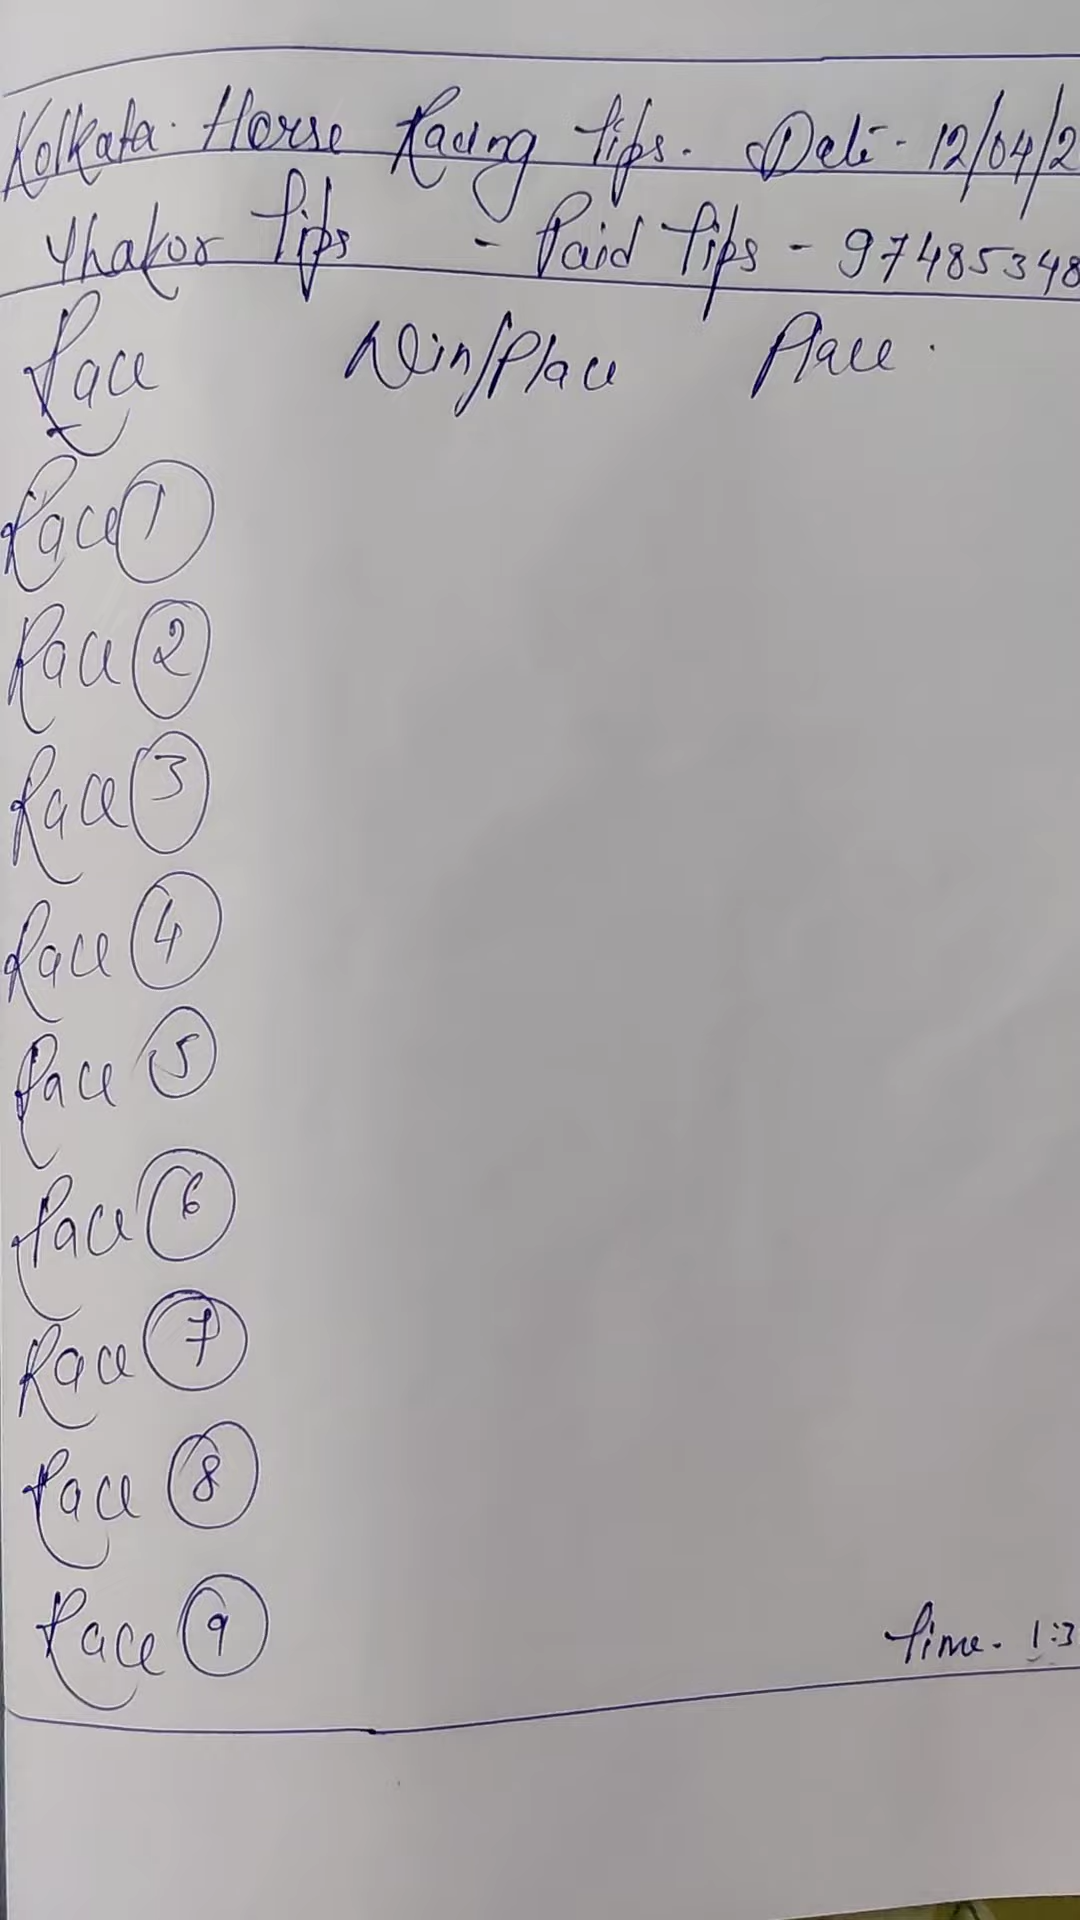 Kolkata. Horse Racing Tips. Date - 12/04/2
Thakor Tips - Paid Tips - 97485348
Race Win/Place Place.
Race 1
Race 2
Race 3
Race 4
Race 5
Race 6
Race 7
Race 8
Race 9
Time. 1:3